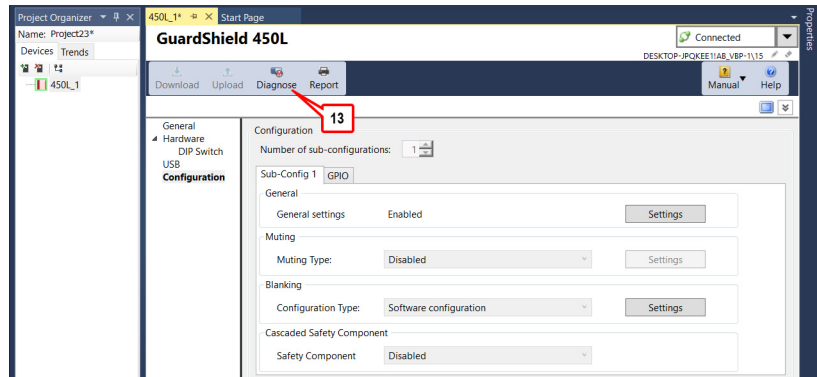 Project Organizer
Name: Project23*
Devices Trends
450L_1
450L_1* Start Page
GuardShield 450L
Connected
DESKTOP-JPQKEE1!AB_VBP-1\15
Download Upload Diagnose Report
Manual Help
13
General
Hardware
DIP Switch
USB
Configuration
Configuration
Number of sub-configurations: 1
Sub-Config 1 GPIO
General
General settings Enabled Settings
Muting
Muting Type: Disabled Settings
Blanking
Configuration Type: Software configuration Settings
Cascaded Safety Component
Safety Component Disabled
Properties